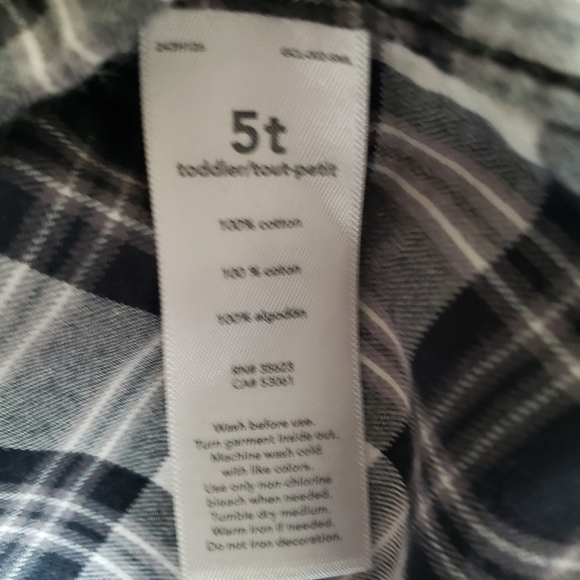 5t
toddler/tout-petit
100% cotton
100 % coton
100% algodón
RN# 55623
CA# 53061
Wash before use.
Turn garment inside out.
Machine wash cold
with like colors.
Use only non-chlorine
bleach when needed.
Tumble dry medium.
Warm iron if needed.
Do not iron decoration.